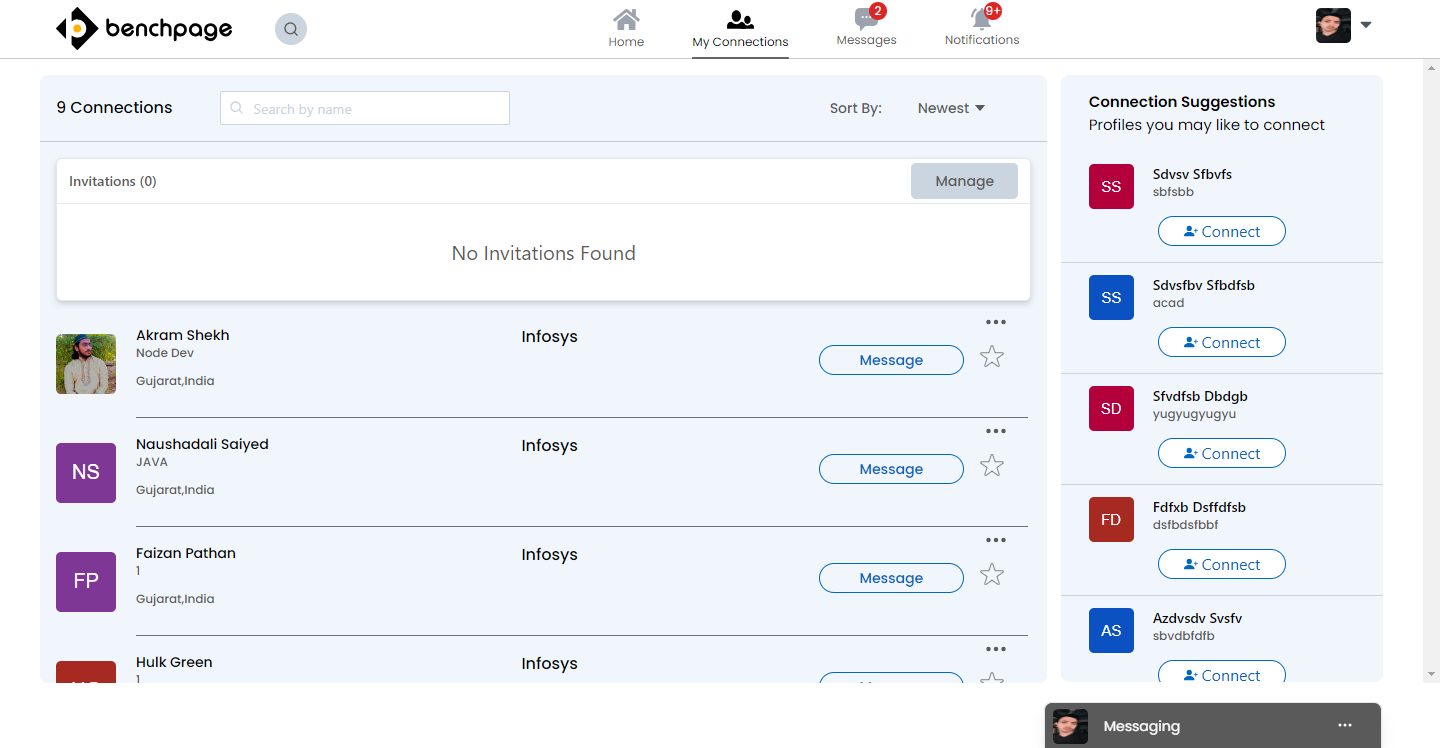 benchpage
Home
My Connections
2
Messages
9+
Notifications
9 Connections
Search by name
Sort By:
Newest
Invitations (0)
Manage
No Invitations Found
Akram Shekh
Node Dev
Gujarat,India
Infosys
Message
NS
Naushadali Saiyed
JAVA
Gujarat,India
Infosys
Message
FP
Faizan Pathan
1
Gujarat,India
Infosys
Message
Hulk Green
1
Infosys
Connection Suggestions
Profiles you may like to connect
SS
Sdvsv Sfbvfs
sbfsbb
Connect
SS
Sdvsfbv Sfbdfsb
acad
Connect
SD
Sfvdfsb Dbdgb
yugyugyugyu
Connect
FD
Fdfxb Dsffdfsb
dsfbdsfbbf
Connect
AS
Azdvsdv Svsfv
sbvdbfdfb
Connect
Messaging